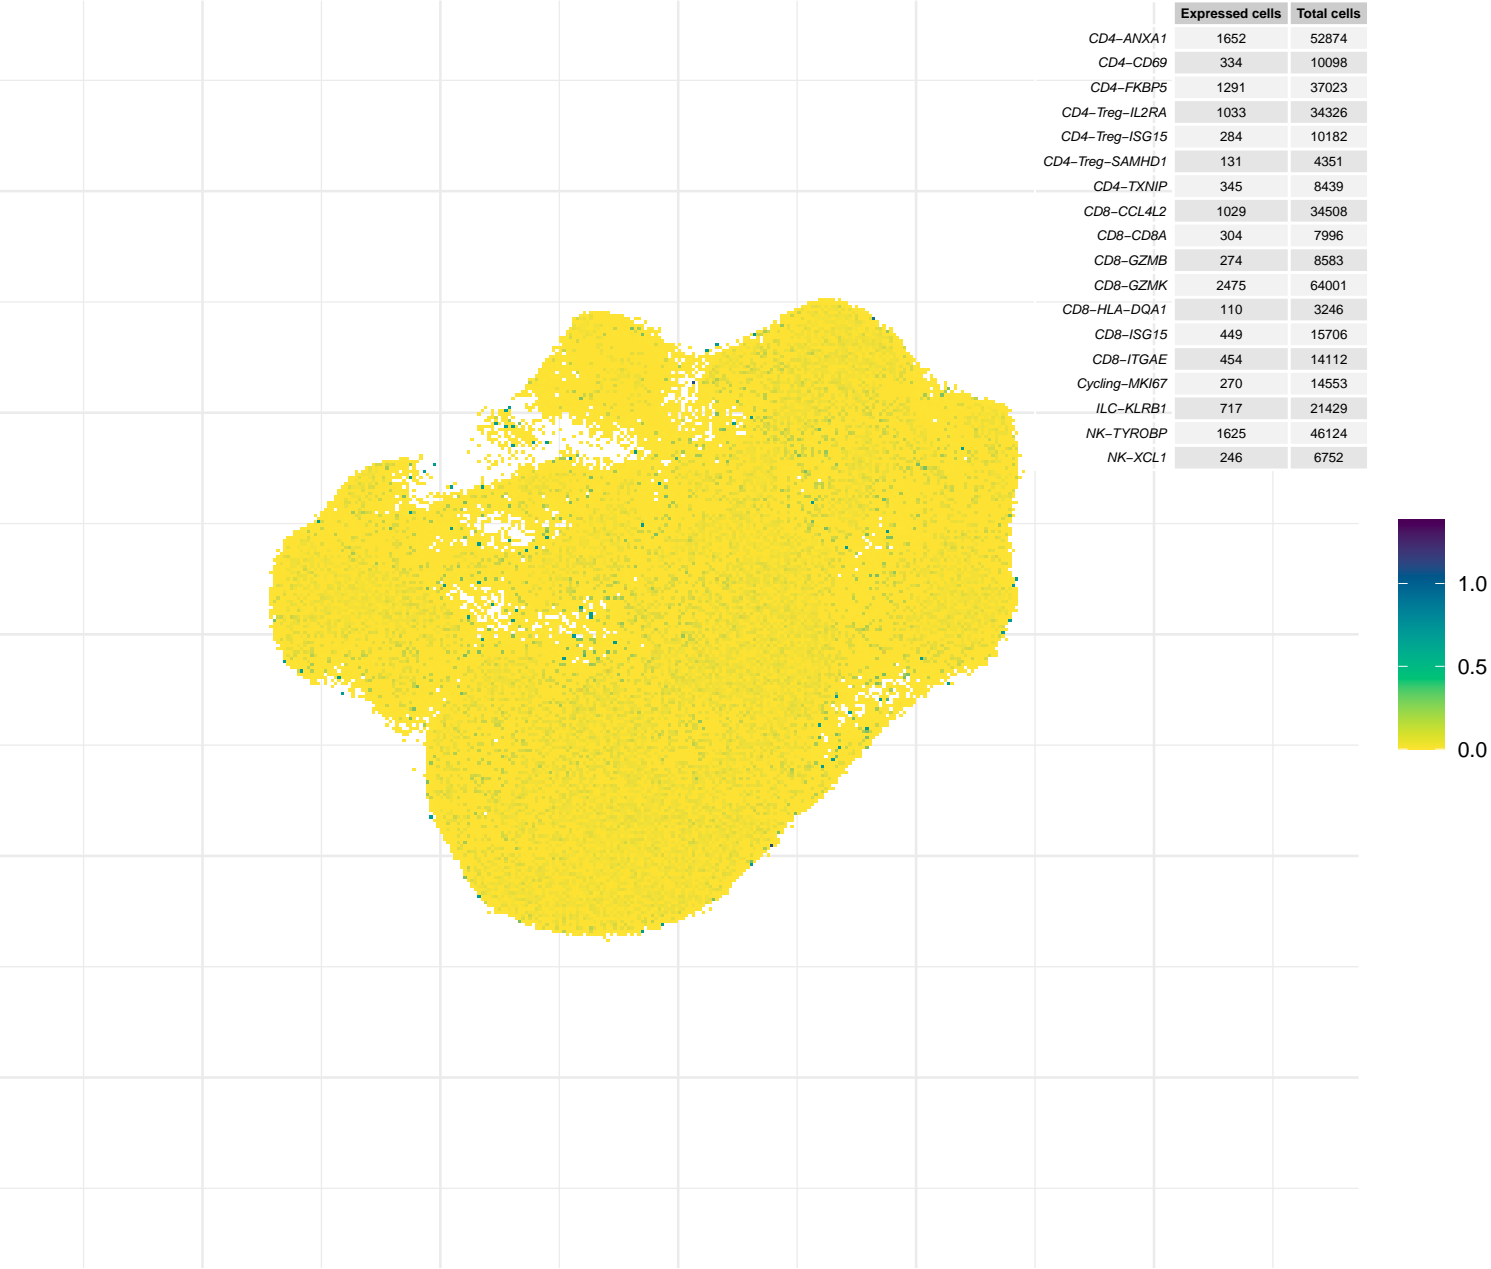 Expressed cells Total cells
CD4−ANXA1 1652 52874
CD4−CD69 334 10098
CD4−FKBP5 1291 37023
CD4−Treg−IL2RA 1033 34326
CD4−Treg−ISG15 284 10182
CD4−Treg−SAMHD1 131 4351
CD4−TXNIP 345 8439
CD8−CCL4L2 1029 34508
CD8−CD8A 304 7996
CD8−GZMB 274 8583
CD8−GZMK 2475 64001
CD8−HLA−DQA1 110 3246
CD8−ISG15 449 15706
CD8−ITGAE 454 14112
Cycling−MKI67 270 14553
ILC−KLRB1 717 21429
NK−TYROBP 1625 46124
NK−XCL1 246 6752
1.0
0.5
0.0